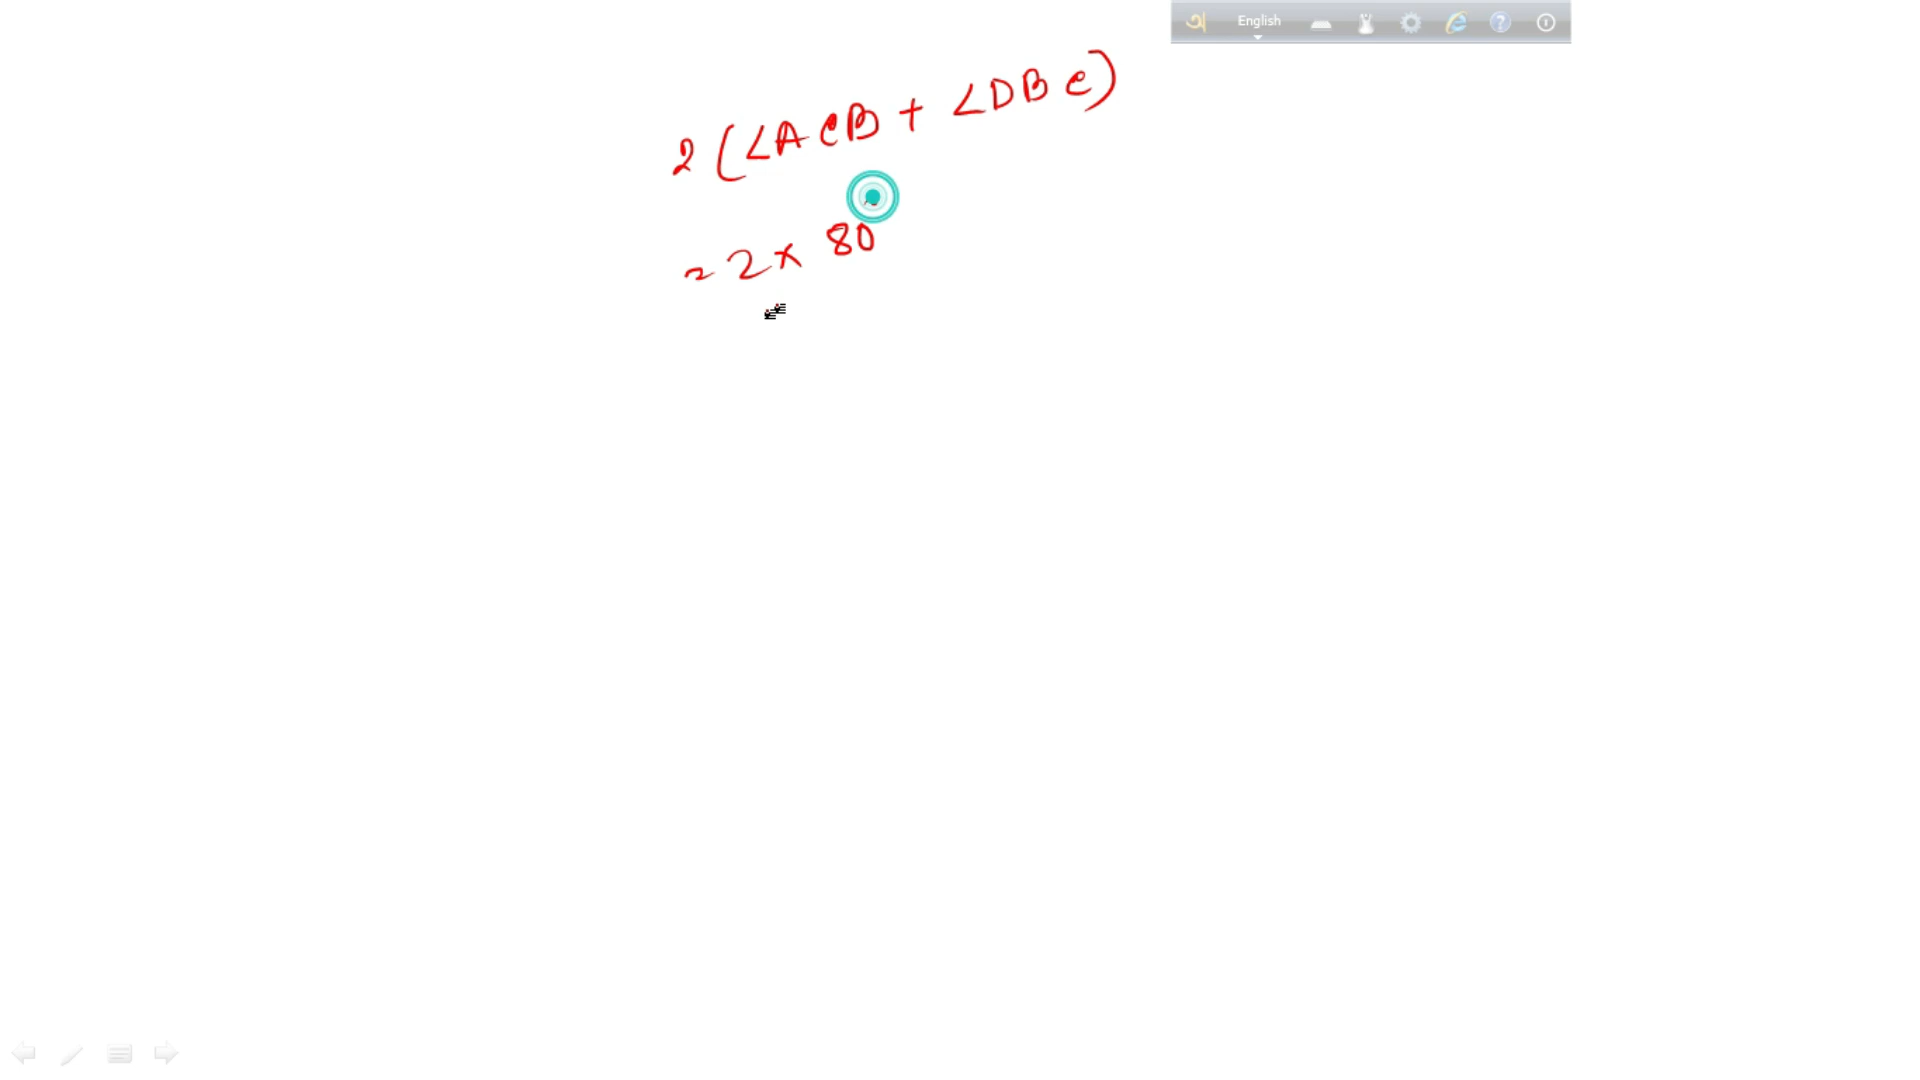 অ English
2 (∠ACB + ∠DBC)
= 2 × 80